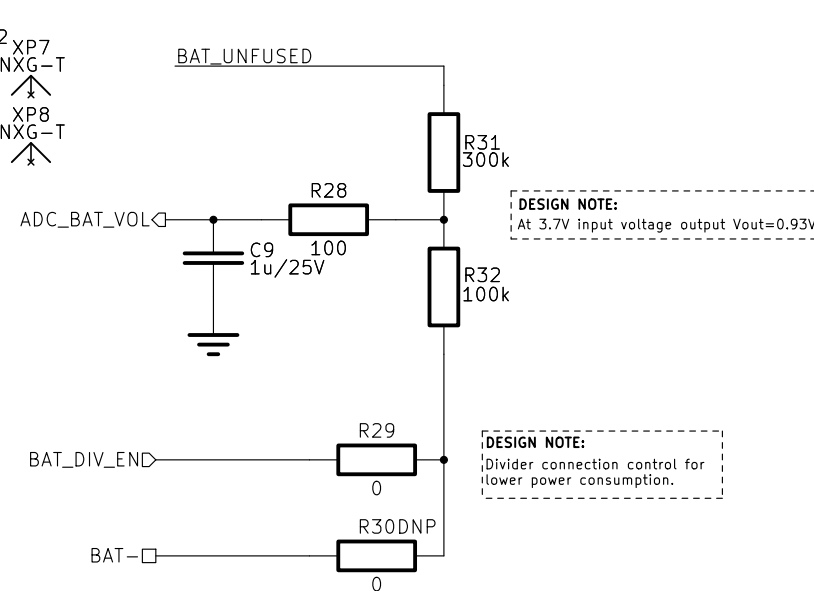 2
XP7
NXG-T
XP8
NXG-T
BAT_UNFUSED
R31
300k
R28
ADC_BAT_VOL
100
C9
1u/25V
DESIGN NOTE:
At 3.7V input voltage output Vout=0.93V
R32
100k
R29
BAT_DIV_EN
0
DESIGN NOTE:
Divider connection control for
lower power consumption.
R30DNP
BAT-
0